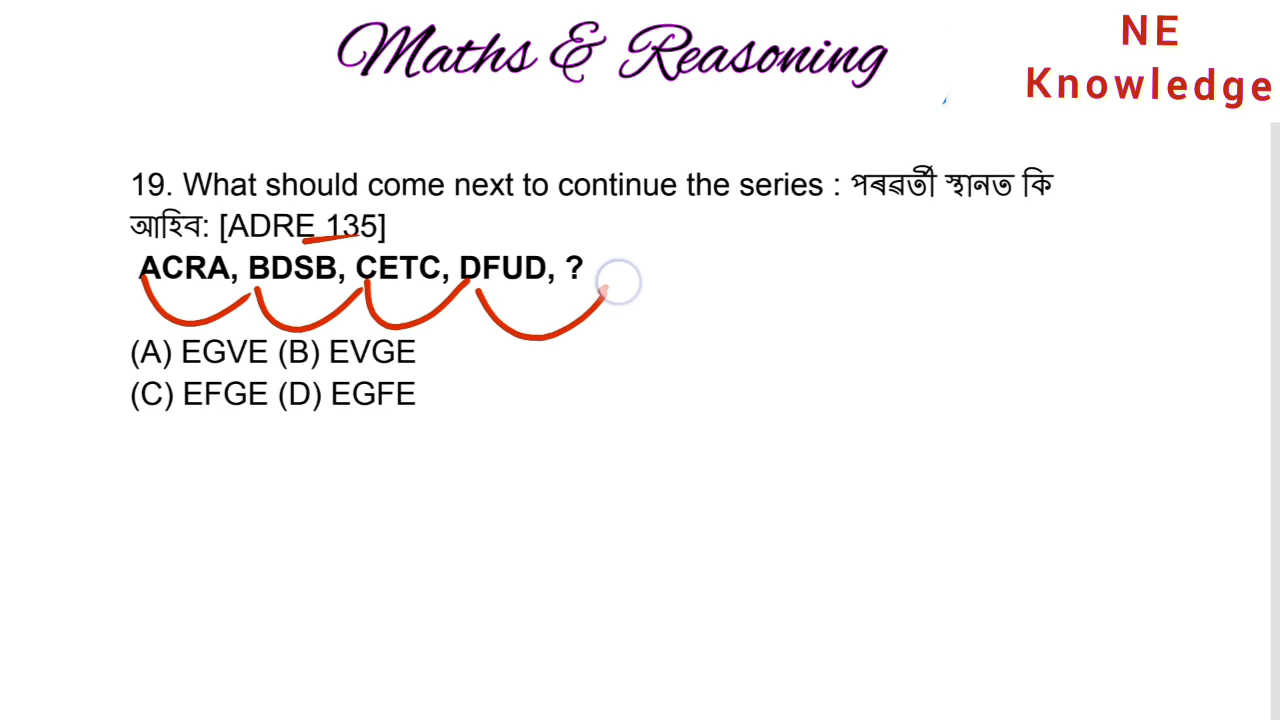 Maths & Reasoning
NE
Knowledge
19. What should come next to continue the series : পৰৱৰ্তী স্থানত কি
আহিব: [ADRE 135]
ACRA, BDSB, CETC, DFUD, ?
(A) EGVE (B) EVGE
(C) EFGE (D) EGFE